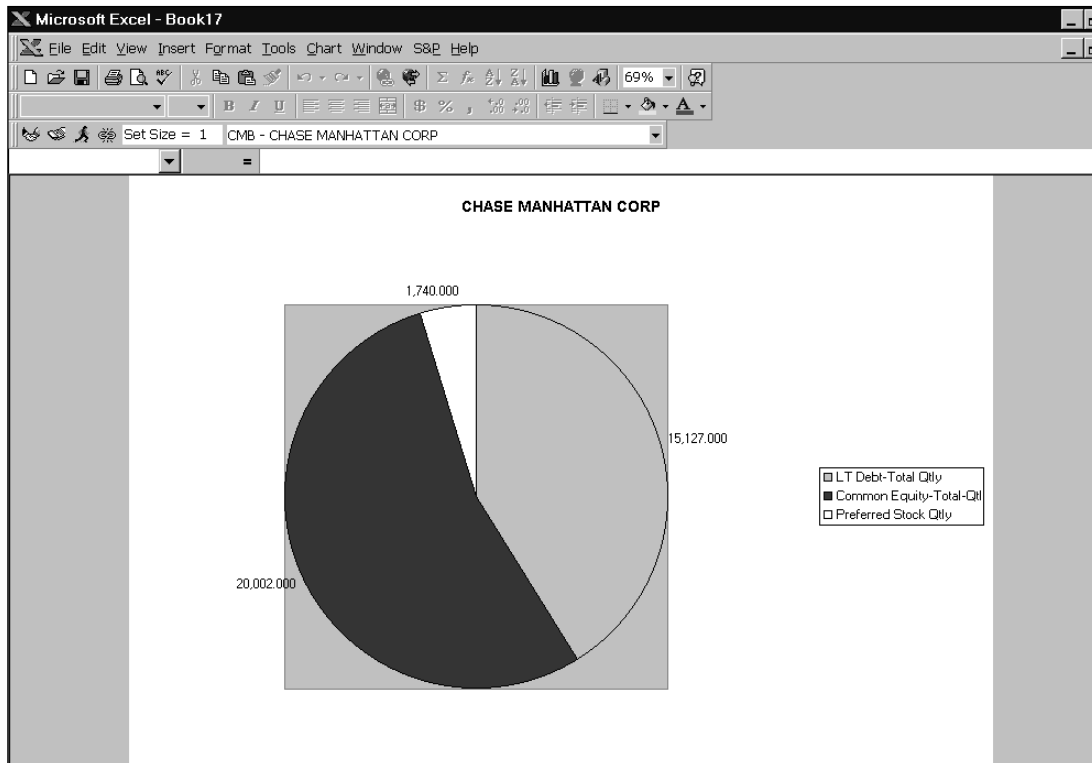 Microsoft Excel - Book17
File Edit View Insert Format Tools Chart Window S&P Help
69%
B I U $ % ,
Set Size = 1 CMB - CHASE MANHATTAN CORP
=
CHASE MANHATTAN CORP
1,740.000
15,127.000
LT Debt-Total Qtly
Common Equity-Total-Qtl
Preferred Stock Qtly
20,002.000